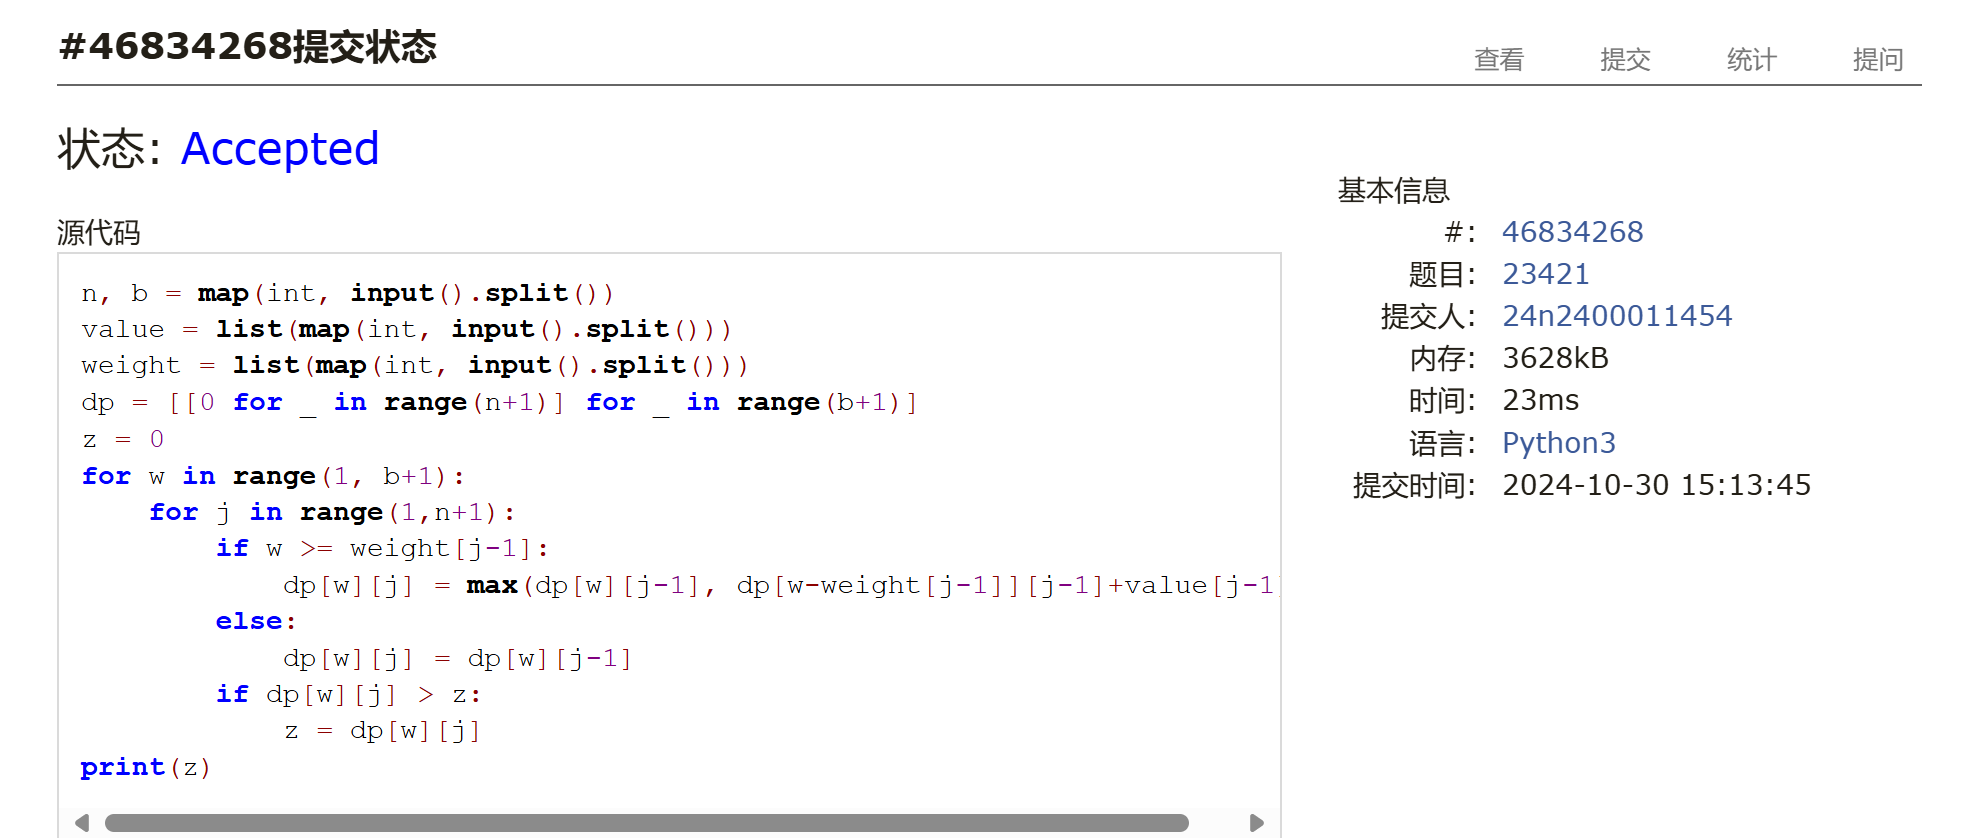 #46834268提交状态
查看 提交 统计 提问
状态: Accepted
源代码
n, b = map(int, input().split())
value = list(map(int, input().split()))
weight = list(map(int, input().split()))
dp = [[0 for _ in range(n+1)] for _ in range(b+1)]
z = 0
for w in range(1, b+1):
    for j in range(1,n+1):
        if w >= weight[j-1]:
            dp[w][j] = max(dp[w][j-1], dp[w-weight[j-1]][j-1]+value[j-1]
        else:
            dp[w][j] = dp[w][j-1]
        if dp[w][j] > z:
            z = dp[w][j]
print(z)
基本信息
#: 46834268
题目: 23421
提交人: 24n2400011454
内存: 3628kB
时间: 23ms
语言: Python3
提交时间: 2024-10-30 15:13:45